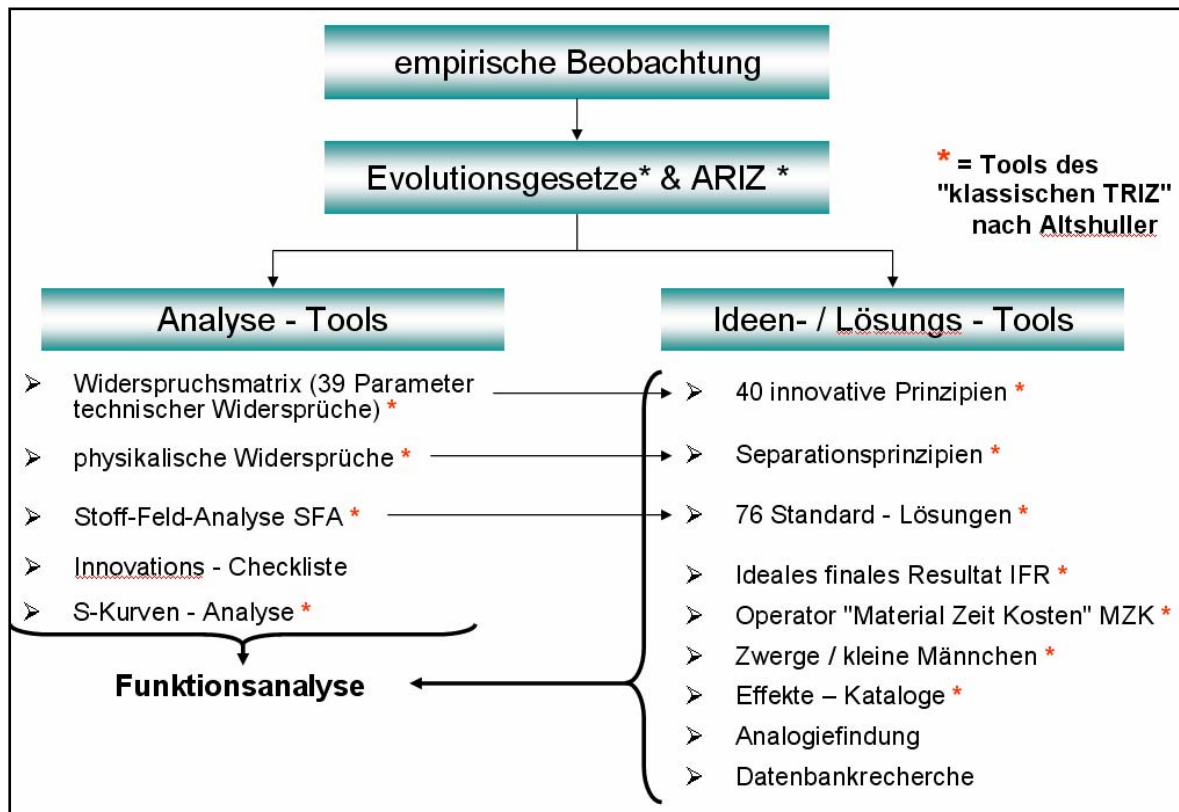 empirische Beobachtung
Evolutionsgesetze* & ARIZ *
* = Tools des
"klassischen TRIZ"
nach Altshuller
Analyse - Tools
➢ Widerspruchsmatrix (39 Parameter
technischer Widersprüche) *
➢ physikalische Widersprüche *
➢ Stoff-Feld-Analyse SFA *
➢ Innovations - Checkliste
➢ S-Kurven - Analyse *
Funktionsanalyse
Ideen- / Lösungs - Tools
➢ 40 innovative Prinzipien *
➢ Separationsprinzipien *
➢ 76 Standard - Lösungen *
➢ Ideales finales Resultat IFR *
➢ Operator "Material Zeit Kosten" MZK *
➢ Zwerge / kleine Männchen *
➢ Effekte – Kataloge *
➢ Analogiefindung
➢ Datenbankrecherche